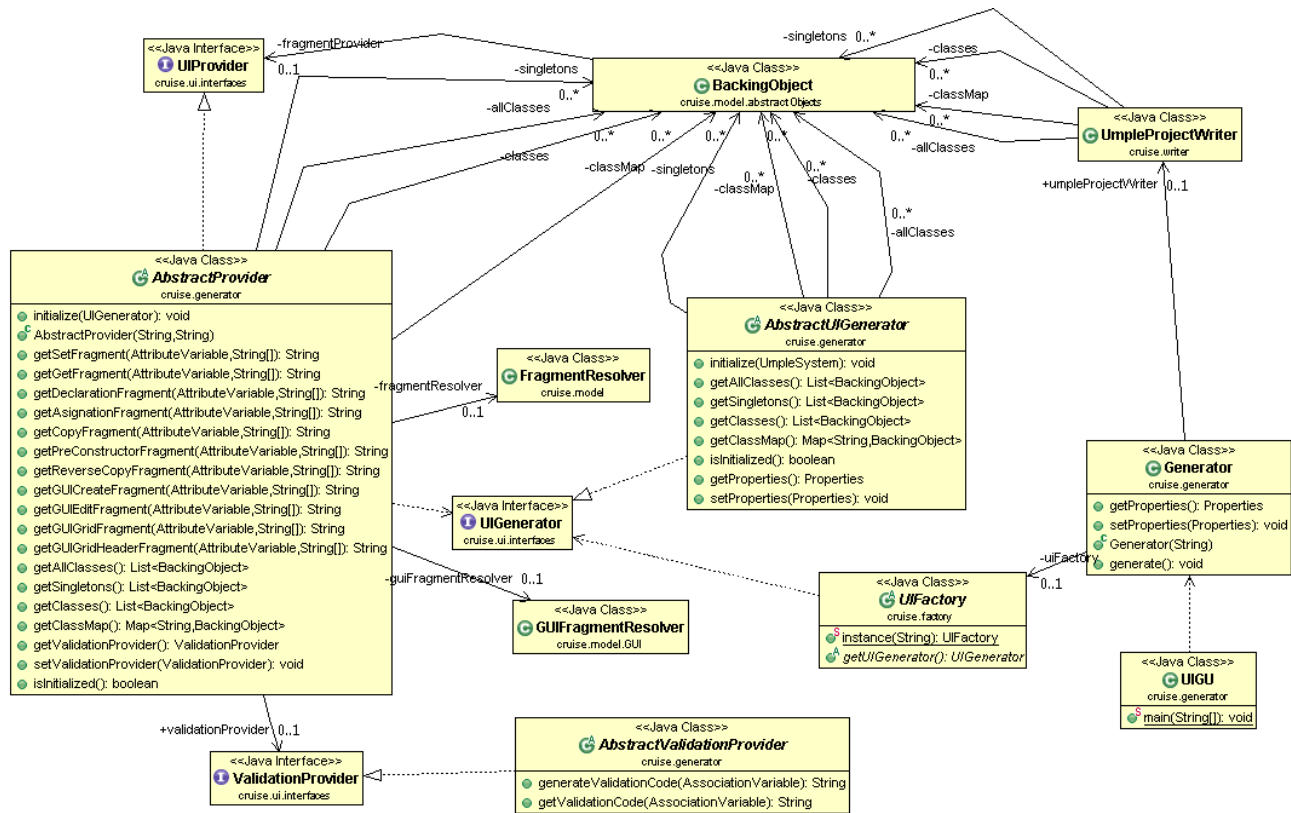 <<Java Interface>>
UIProvider
cruise.ui.interfaces
-fragmentProvider
0..1
-singletons
0..*
-allClasses
0..*
-classes
0..*
-classMap
0..*
-singletons
0..*
-classMap
0..*
-classes
0..*
-allClasses
0..*
<<Java Class>>
BackingObject
cruise.model.abstractObjects
-singletons
0..*
-classes
0..*
-classMap
0..*
-allClasses
0..*
<<Java Class>>
UmpleProjectWriter
cruise.writer
+umpleProjectWriter
0..1
<<Java Class>>
AbstractProvider
cruise.generator
initialize(UIGenerator): void
AbstractProvider(String,String)
getSetFragment(AttributeVariable,String[]): String
getGetFragment(AttributeVariable,String[]): String
getDeclarationFragment(AttributeVariable,String[]): String
getAsignationFragment(AttributeVariable,String[]): String
getCopyFragment(AttributeVariable,String[]): String
getPreConstructorFragment(AttributeVariable,String[]): String
getReverseCopyFragment(AttributeVariable,String[]): String
getGUICreateFragment(AttributeVariable,String[]): String
getGUIEditFragment(AttributeVariable,String[]): String
getGUIGridFragment(AttributeVariable,String[]): String
getGUIGridHeaderFragment(AttributeVariable,String[]): String
getAllClasses(): List<BackingObject>
getSingletons(): List<BackingObject>
getClasses(): List<BackingObject>
getClassMap(): Map<String,BackingObject>
getValidationProvider(): ValidationProvider
setValidationProvider(ValidationProvider): void
isInitialized(): boolean
-fragmentResolver
0..1
<<Java Class>>
FragmentResolver
cruise.model
<<Java Class>>
AbstractUIGenerator
cruise.generator
initialize(UmpleSystem): void
getAllClasses(): List<BackingObject>
getSingletons(): List<BackingObject>
getClasses(): List<BackingObject>
getClassMap(): Map<String,BackingObject>
isInitialized(): boolean
getProperties(): Properties
setProperties(Properties): void
<<Java Interface>>
UIGenerator
cruise.ui.interfaces
-guiFragmentResolver
0..1
<<Java Class>>
GUIFragmentResolver
cruise.model.GUI
<<Java Class>>
Generator
cruise.generator
getProperties(): Properties
setProperties(Properties): void
Generator(String)
generate(): void
-uiFactory
0..1
<<Java Class>>
UIFactory
cruise.factory
instance(String): UIFactory
getUIGenerator(): UIGenerator
<<Java Class>>
UIGU
cruise.generator
main(String[]): void
+validationProvider
0..1
<<Java Interface>>
ValidationProvider
cruise.ui.interfaces
<<Java Class>>
AbstractValidationProvider
cruise.generator
generateValidationCode(AssociationVariable): String
getValidationCode(AssociationVariable): String